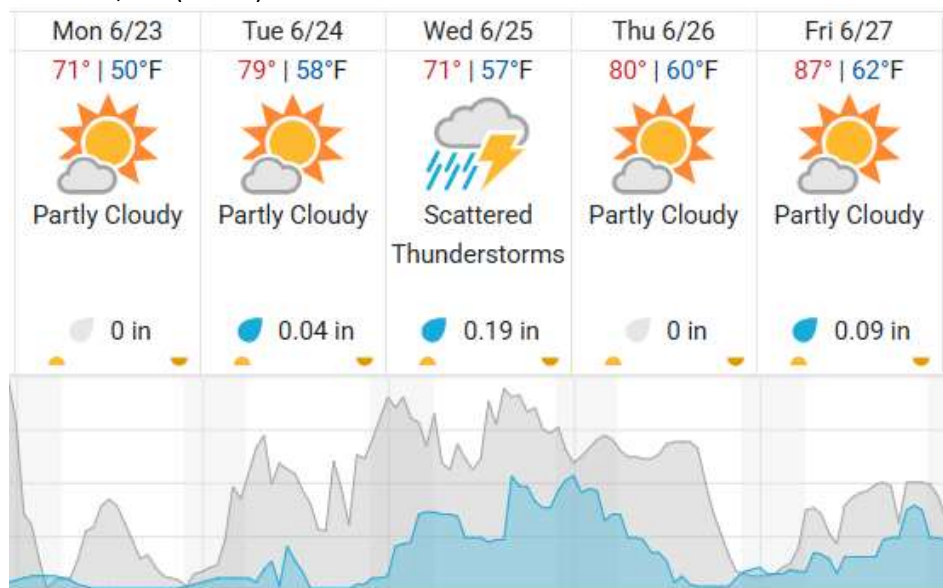 Mon 6/23 Tue 6/24 Wed 6/25 Thu 6/26 Fri 6/27
71° | 50°F 79° | 58°F 71° | 57°F 80° | 60°F 87° | 62°F
Partly Cloudy Partly Cloudy Scattered Partly Cloudy Partly Cloudy
Thunderstorms
0 in 0.04 in 0.19 in 0 in 0.09 in